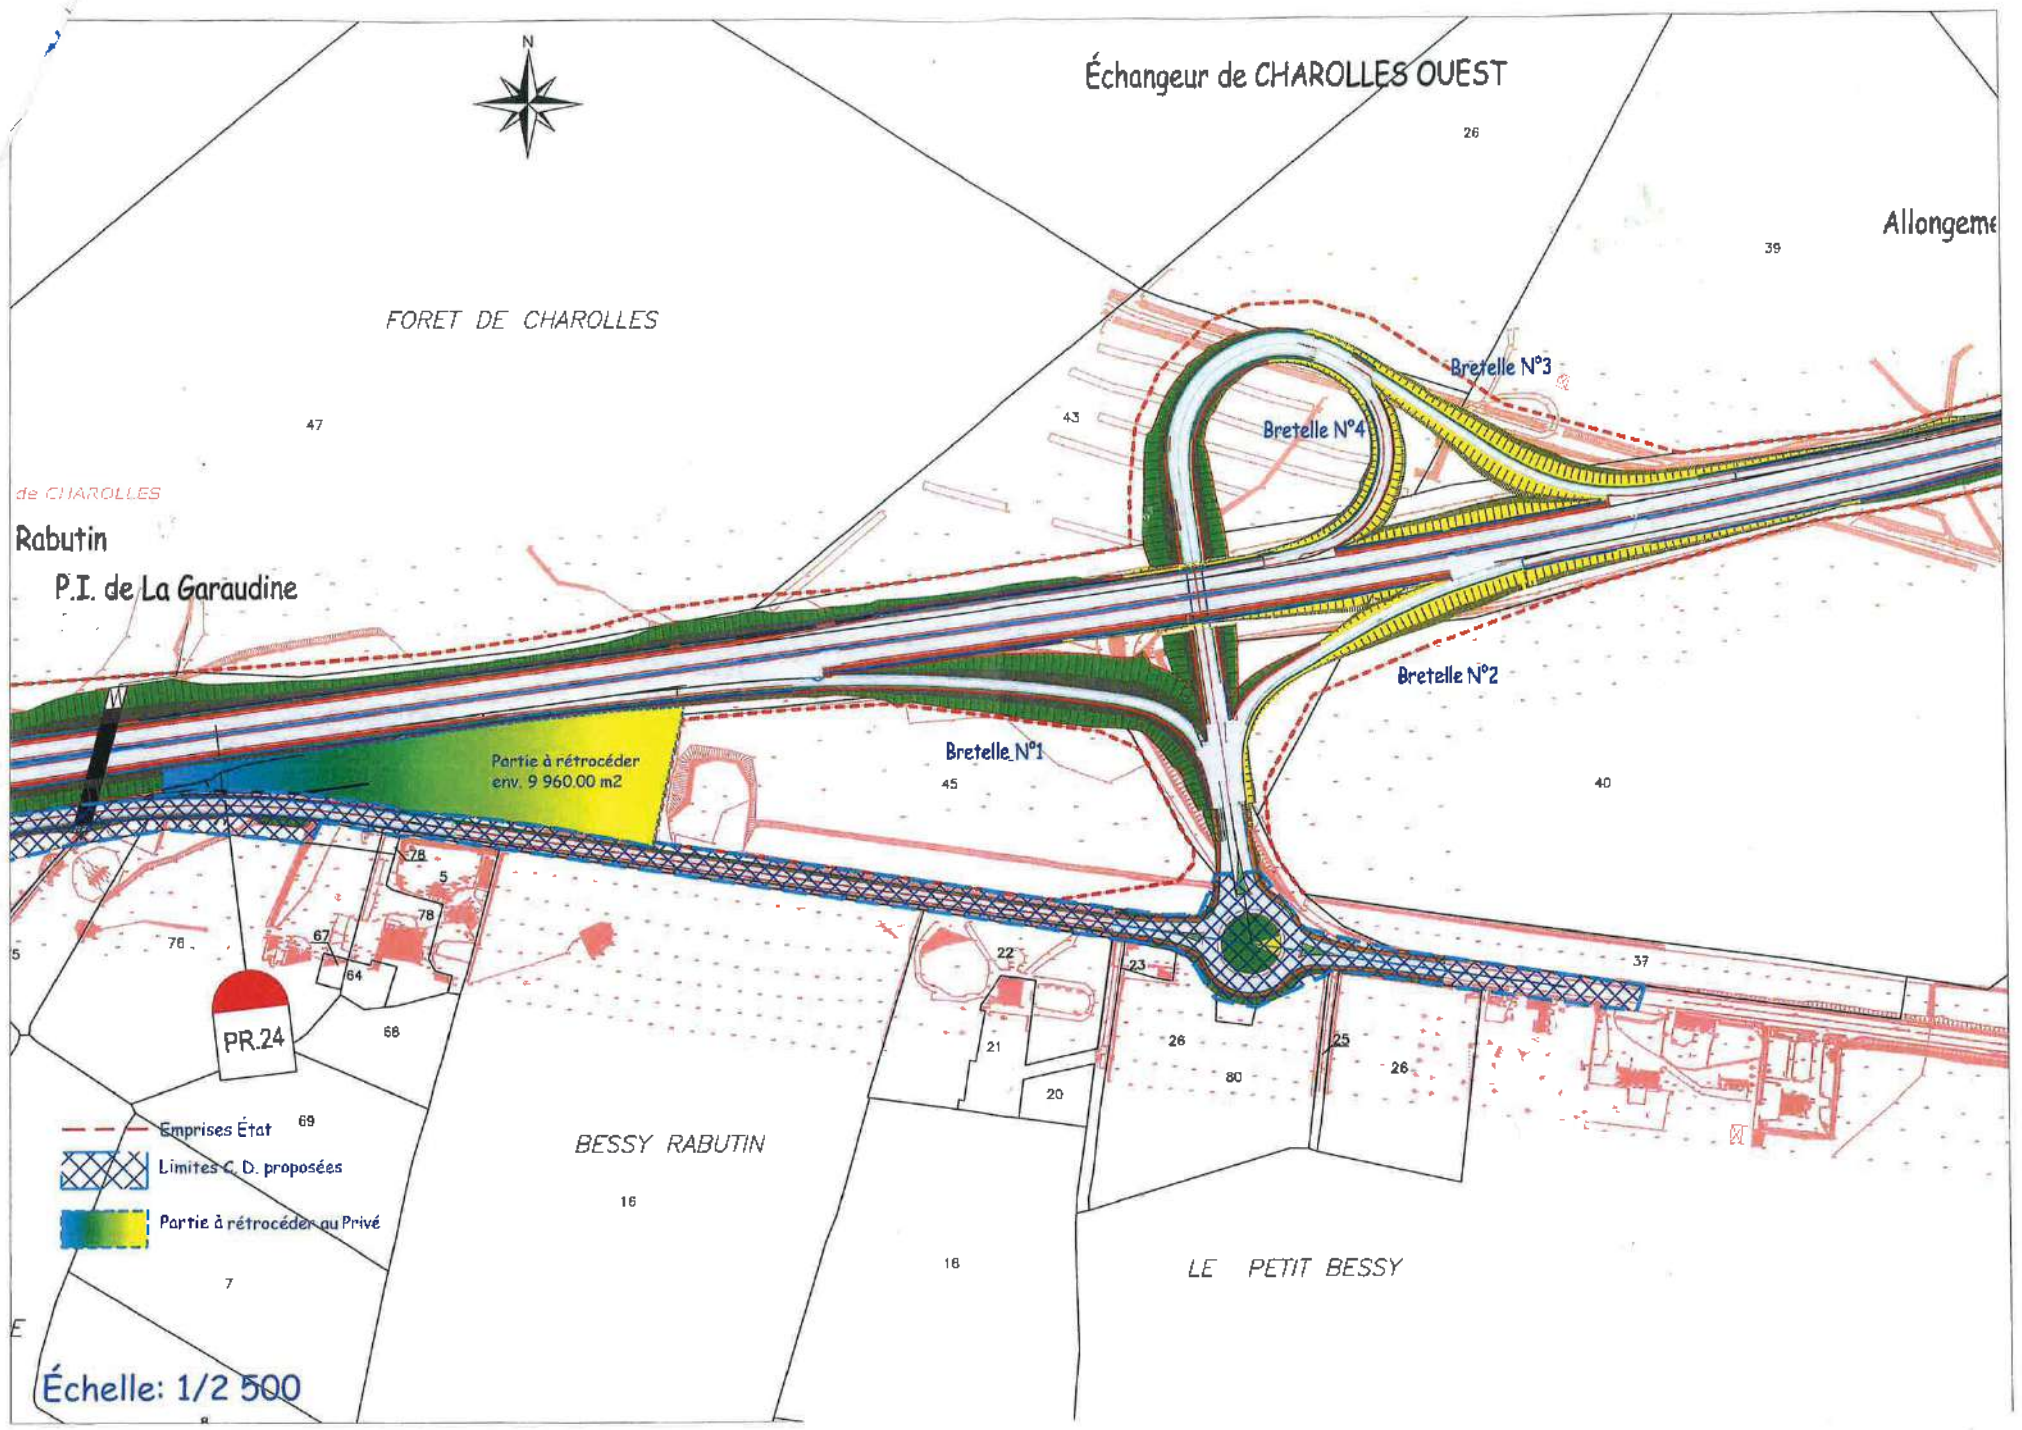 N
Échangeur de CHAROLLES OUEST
26
Allongeme
39
FORET DE CHAROLLES
Bretelle N°3
47
43
Bretelle N°4
de CHAROLLES
Rabutin
P.I. de La Garaudine
Bretelle N°2
Partie à rétrocéder
env. 9 960.00 m2
Bretelle N°1
45
40
78
5
78
76
67
64
5
22
23
37
PR.24
68
21
26
25
26
80
20
Emprises État
69
Limites C. D. proposées
BESSY RABUTIN
16
Partie à rétrocéder au Privé
7
18
LE PETIT BESSY
E
Échelle: 1/2 500
8